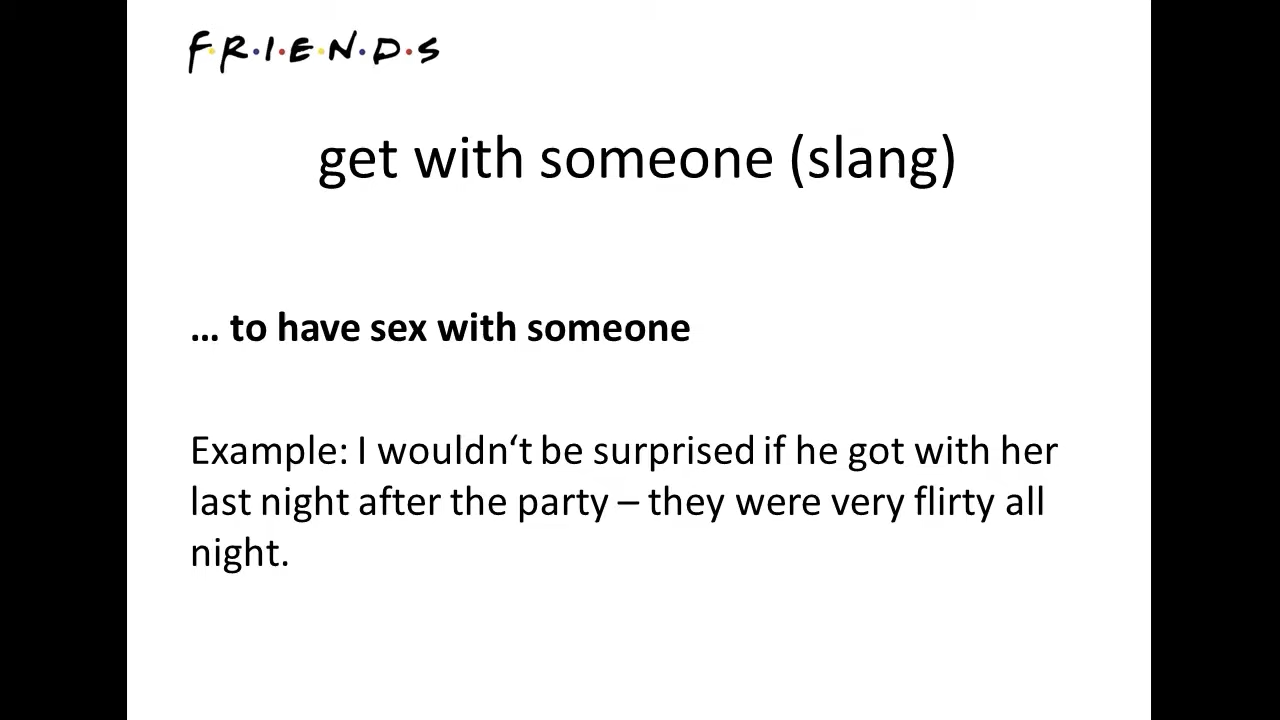 F·R·I·E·N·D·S
get with someone (slang)
… to have sex with someone
Example: I wouldn‘t be surprised if he got with her
last night after the party – they were very flirty all
night.